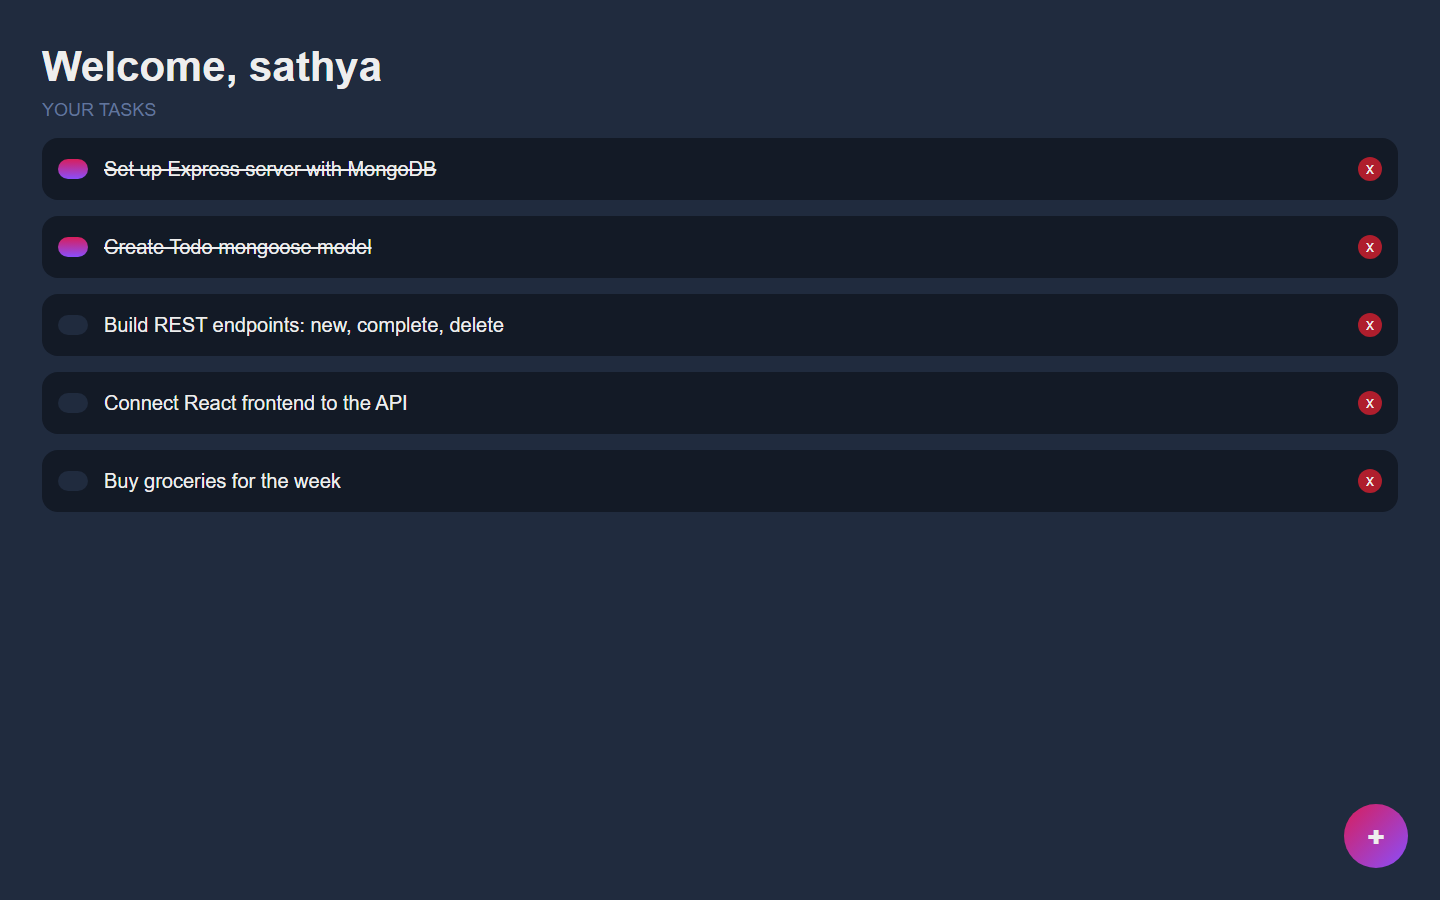 Welcome, sathya
YOUR TASKS
Set up Express server with MongoDB x
Create Todo mongoose model x
Build REST endpoints: new, complete, delete x
Connect React frontend to the API x
Buy groceries for the week x
+